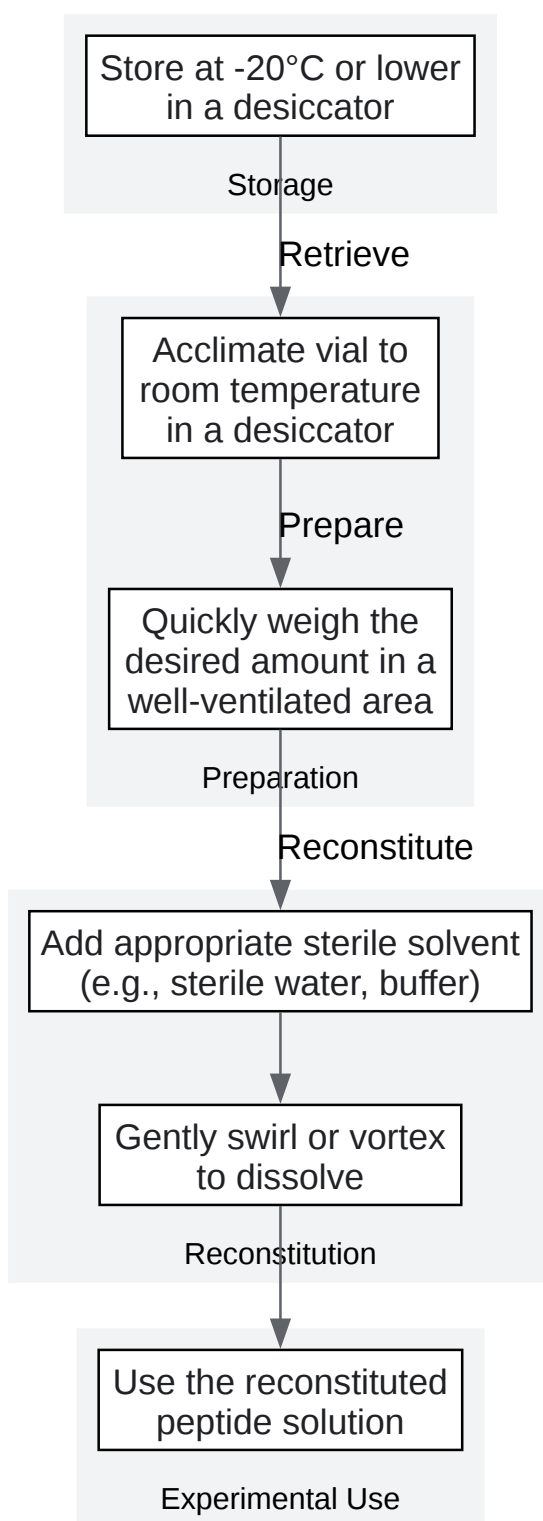 Store at -20°C or lower
in a desiccator
Storage
Retrieve
Acclimate vial to
room temperature
in a desiccator
Prepare
Quickly weigh the
desired amount in a
well-ventilated area
Preparation
Reconstitute
Add appropriate sterile solvent
(e.g., sterile water, buffer)
Gently swirl or vortex
to dissolve
Reconstitution
Use the reconstituted
peptide solution
Experimental Use